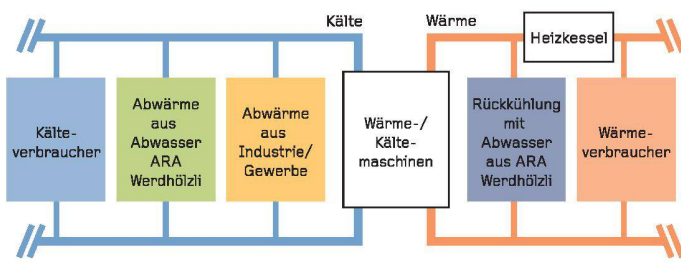 Kälte
Wärme
Heizkessel
Kälte-
verbraucher
Abwärme
aus
Abwasser
ARA
Werdhölzli
Abwärme
aus
Industrie/
Gewerbe
Wärme-/
Kälte-
maschinen
Rückkühlung
mit
Abwasser
aus ARA
Werdhölzli
Wärme-
verbraucher